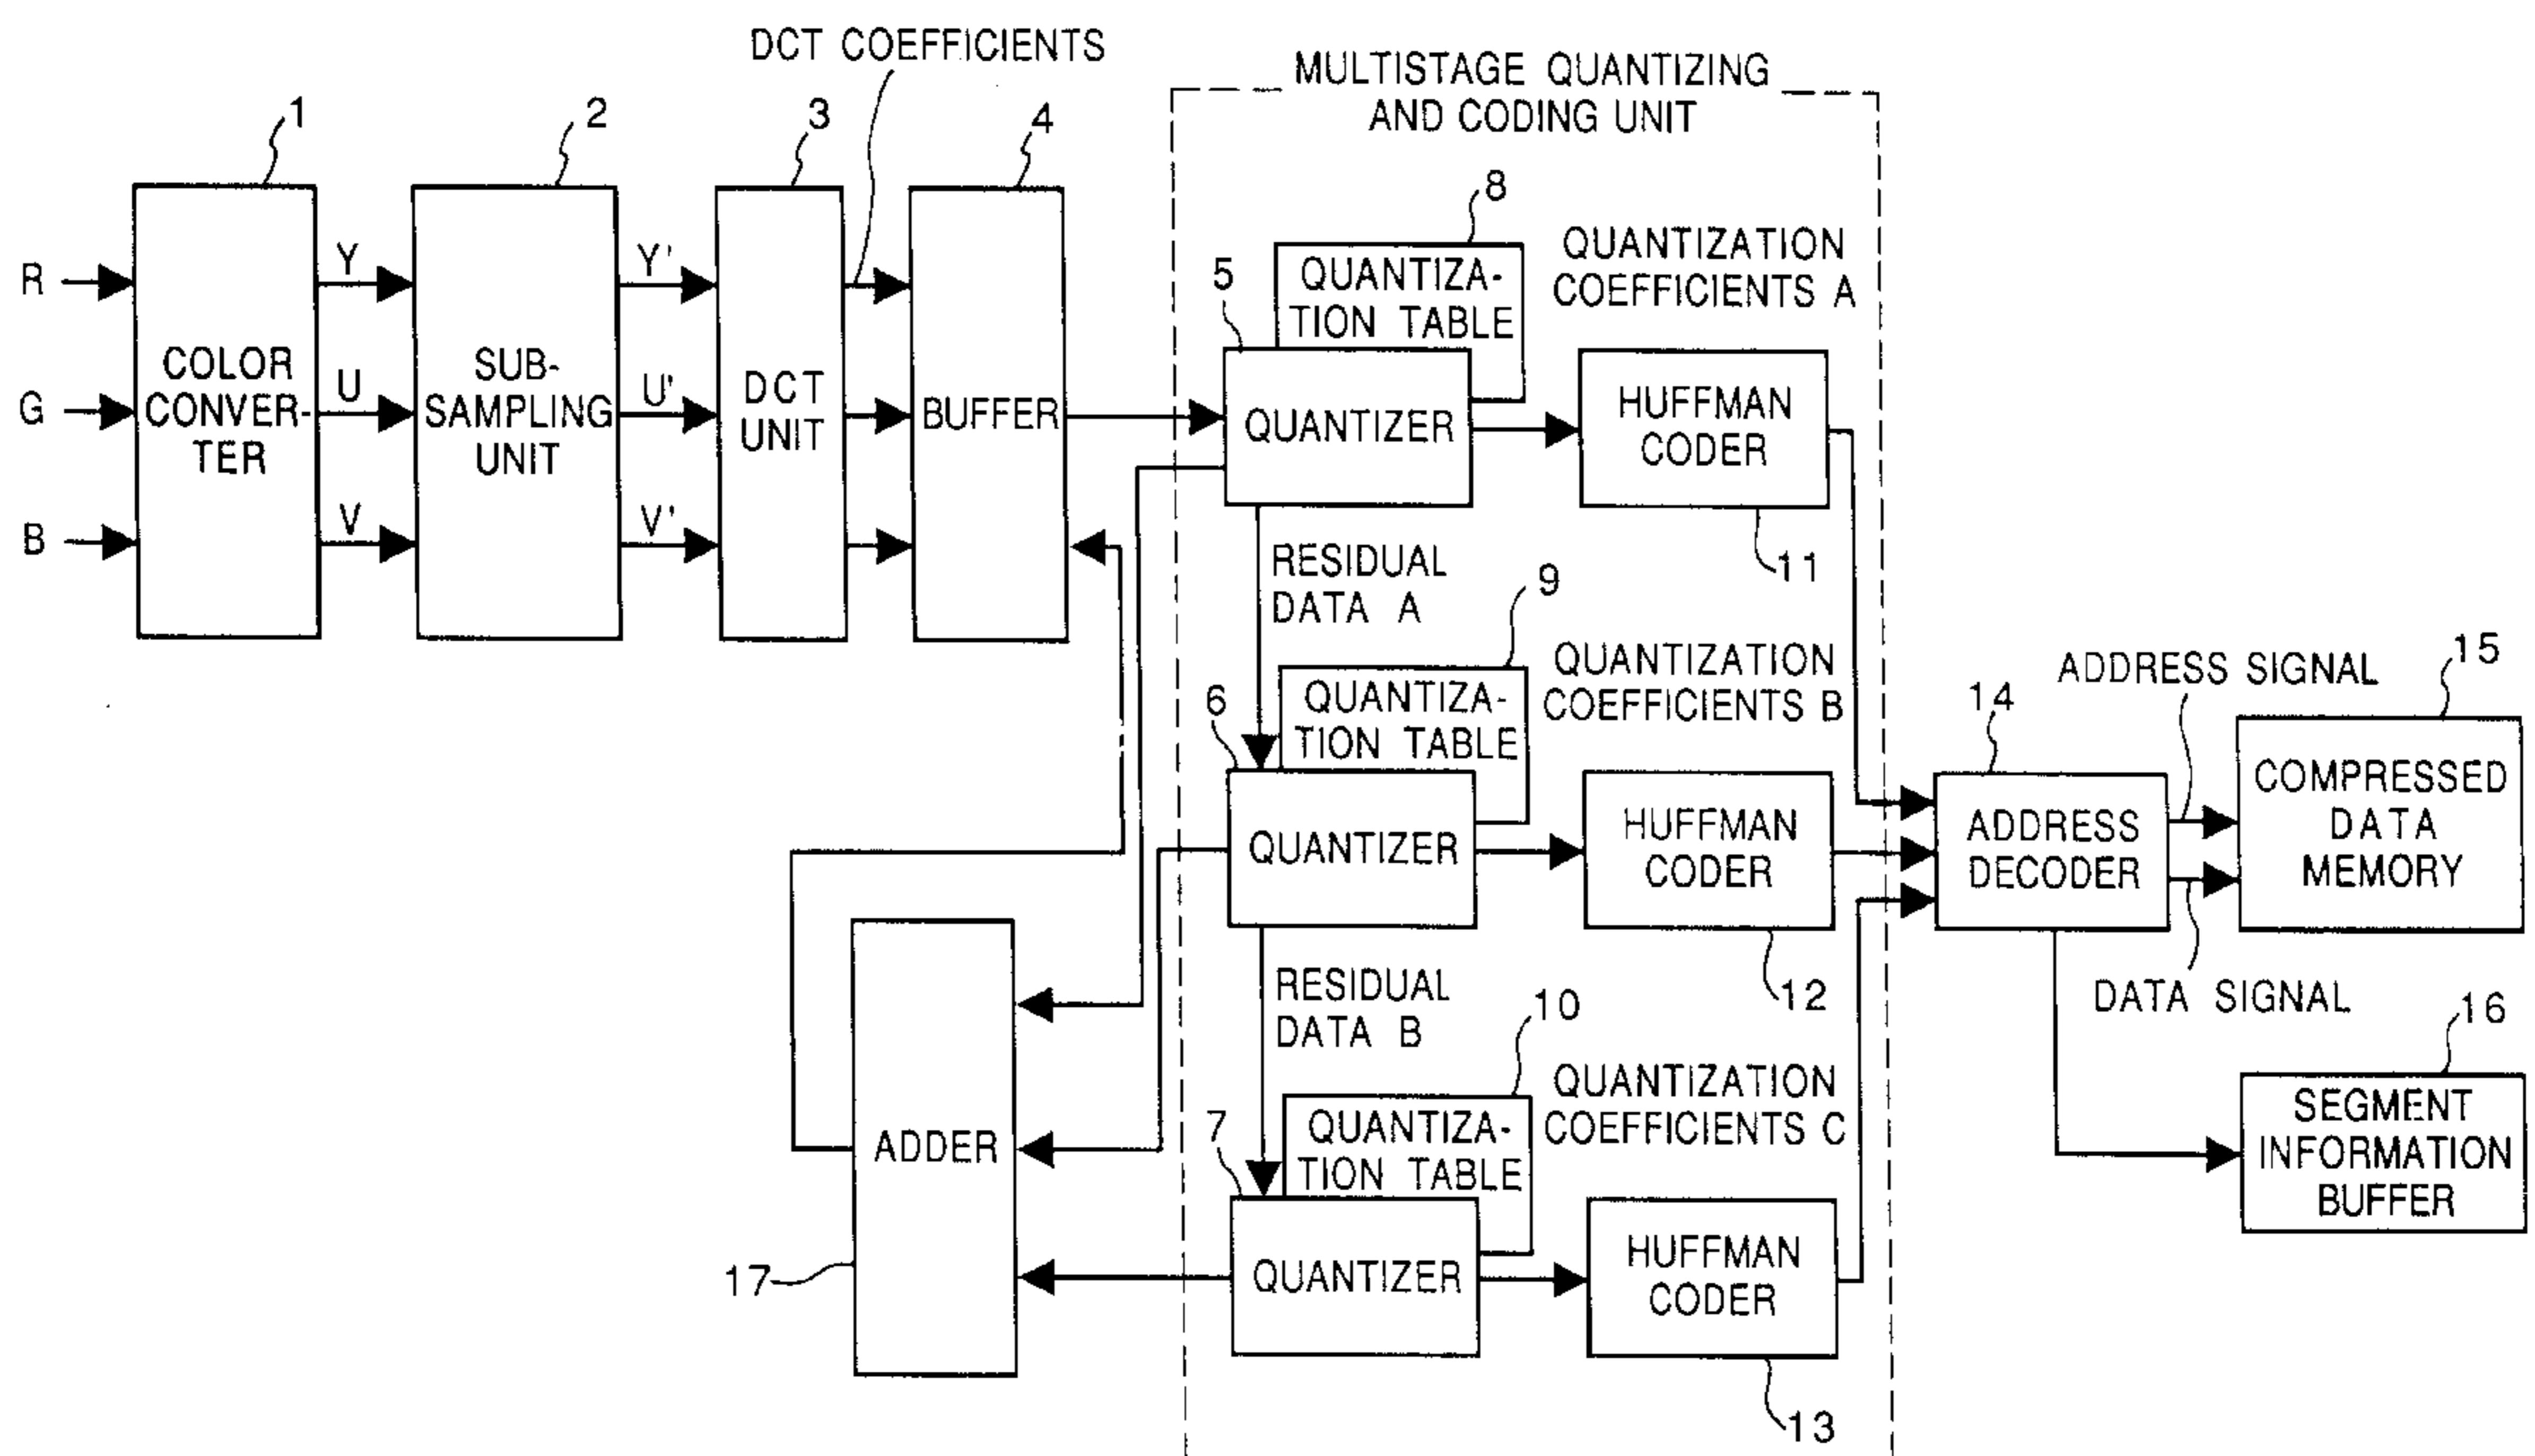 DCT COEFFICIENTS
MULTISTAGE QUANTIZING
AND CODING UNIT
1
2
3
4
R
G
B
COLOR
CONVER-
TER
Y
U
V
SUB-
SAMPLING
UNIT
Y'
U'
V'
DCT
UNIT
BUFFER
8
5
QUANTIZA-
TION TABLE
QUANTIZER
QUANTIZATION
COEFFICIENTS A
HUFFMAN
CODER
11
RESIDUAL
DATA A
9
6
QUANTIZA-
TION TABLE
QUANTIZER
QUANTIZATION
COEFFICIENTS B
HUFFMAN
CODER
12
RESIDUAL
DATA B
10
7
QUANTIZA-
TION TABLE
QUANTIZER
QUANTIZATION
COEFFICIENTS C
HUFFMAN
CODER
13
ADDER
17
14
ADDRESS
DECODER
ADDRESS SIGNAL
DATA SIGNAL
15
COMPRESSED
DATA
MEMORY
16
SEGMENT
INFORMATION
BUFFER